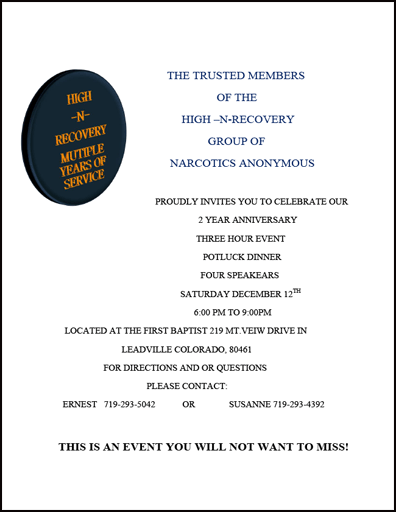 HIGH
–N–
RECOVERY
MUTIPLE
YEARS OF
SERVICE
THE TRUSTED MEMBERS
OF THE
HIGH –N-RECOVERY
GROUP OF
NARCOTICS ANONYMOUS
PROUDLY INVITES YOU TO CELEBRATE OUR
2 YEAR ANNIVERSARY
THREE HOUR EVENT
POTLUCK DINNER
FOUR SPEAKEARS
SATURDAY DECEMBER 12TH
6:00 PM TO 9:00PM
LOCATED AT THE FIRST BAPTIST 219 MT.VEIW DRIVE IN
LEADVILLE COLORADO, 80461
FOR DIRECTIONS AND OR QUESTIONS
PLEASE CONTACT:
ERNEST 719-293-5042 OR SUSANNE 719-293-4392
THIS IS AN EVENT YOU WILL NOT WANT TO MISS!